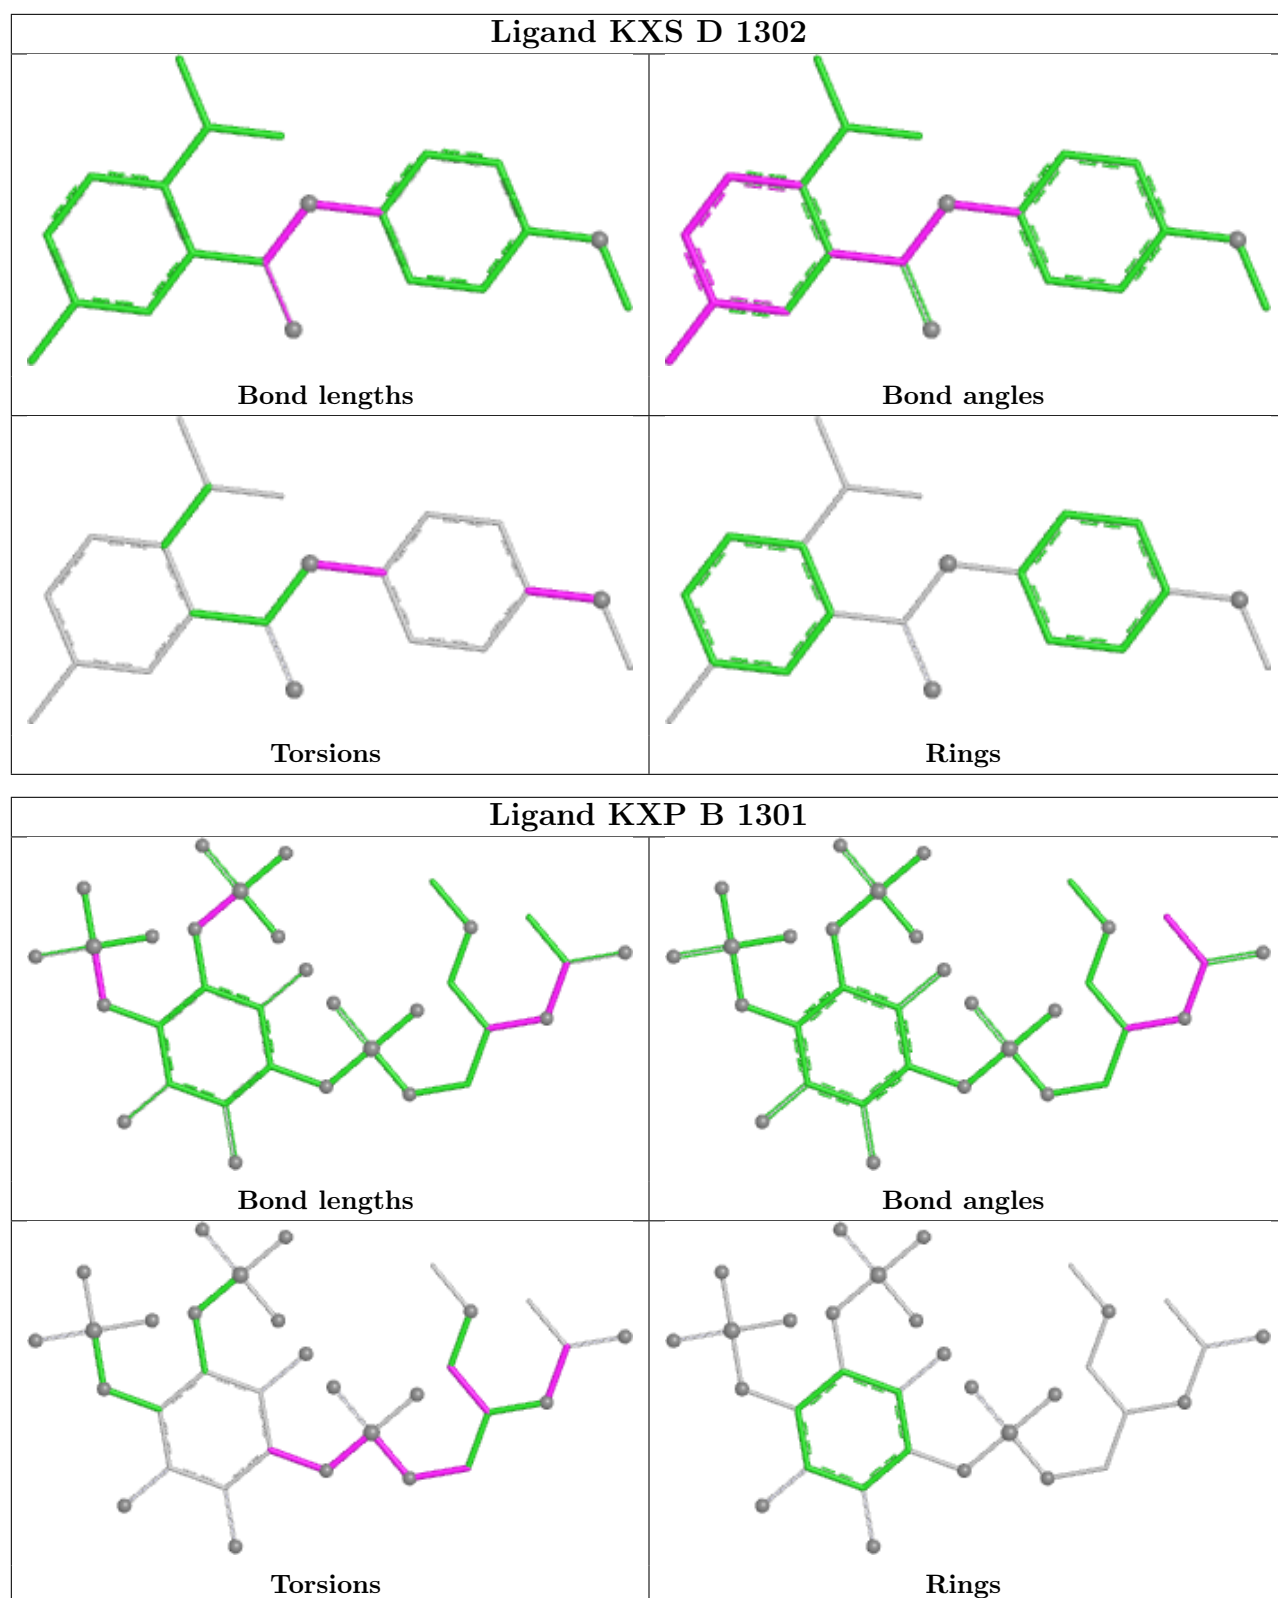 Ligand KXS D 1302
Bond lengths
Bond angles
Torsions
Rings
Ligand KXP B 1301
Bond lengths
Bond angles
Torsions
Rings